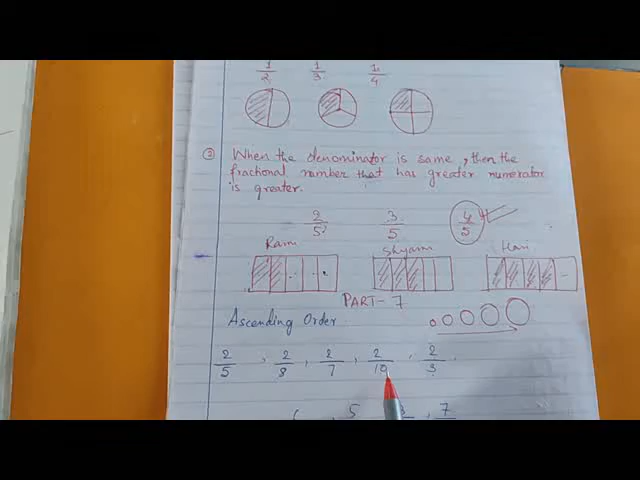 1/2 1/3 1/4
② When the denominator is same, then the
fractional number that has greater numerator
is greater.
2/5 3/5 4/5
Ram Shyam Hari
PART-7
Ascending Order
2/5, 2/8, 2/7, 2/10, 2/3
5 , 7